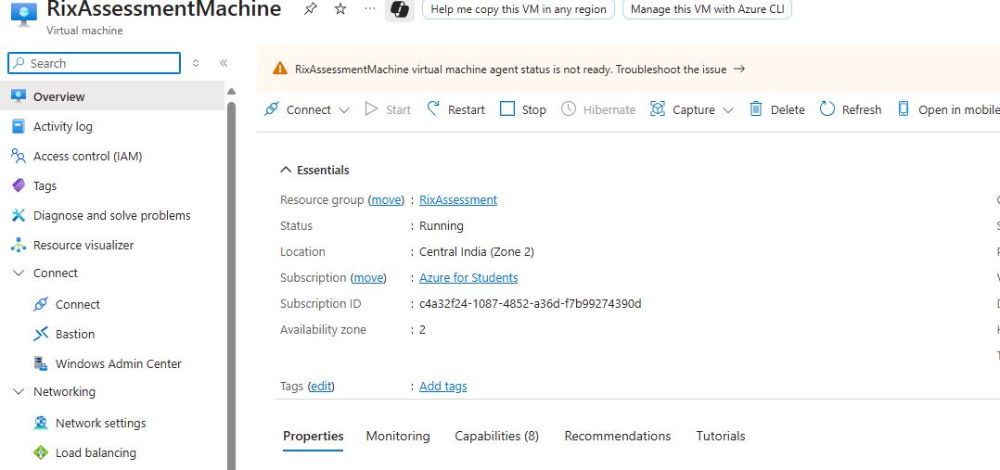 RixAssessmentMachine
Help me copy this VM in any region
Manage this VM with Azure CLI
Virtual machine
Search
RixAssessmentMachine virtual machine agent status is not ready. Troubleshoot the issue →
Overview
Activity log
Access control (IAM)
Tags
Diagnose and solve problems
Resource visualizer
Connect
Connect
Bastion
Windows Admin Center
Networking
Network settings
Load balancing
Connect
Start
Restart
Stop
Hibernate
Capture
Delete
Refresh
Open in mobile
Essentials
Resource group (move) : RixAssessment
Status : Running
Location : Central India (Zone 2)
Subscription (move) : Azure for Students
Subscription ID : c4a32f24-1087-4852-a36d-f7b99274390d
Availability zone : 2
Tags (edit) : Add tags
Properties
Monitoring
Capabilities (8)
Recommendations
Tutorials